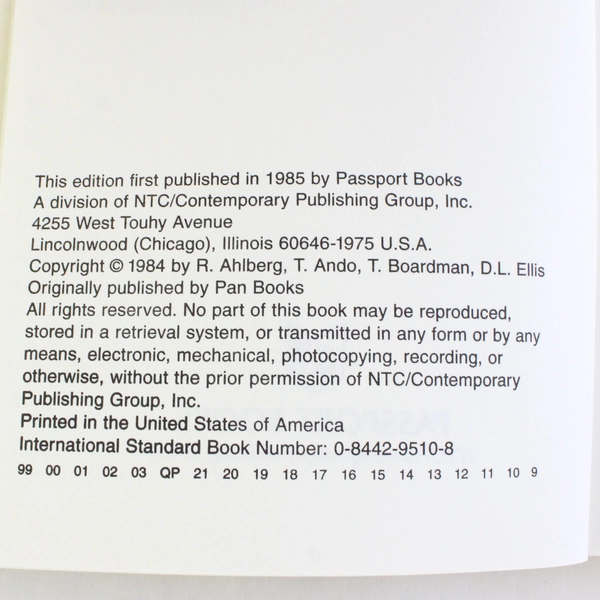 This edition first published in 1985 by Passport Books
A division of NTC/Contemporary Publishing Group, Inc.
4255 West Touhy Avenue
Lincolnwood (Chicago), Illinois 60646-1975 U.S.A.
Copyright © 1984 by R. Ahlberg, T. Ando, T. Boardman, D.L. Ellis
Originally published by Pan Books
All rights reserved. No part of this book may be reproduced,
stored in a retrieval system, or transmitted in any form or by any
means, electronic, mechanical, photocopying, recording, or
otherwise, without the prior permission of NTC/Contemporary
Publishing Group, Inc.
Printed in the United States of America
International Standard Book Number: 0-8442-9510-8
99 00 01 02 03 QP 21 20 19 18 17 16 15 14 13 12 11 10 9